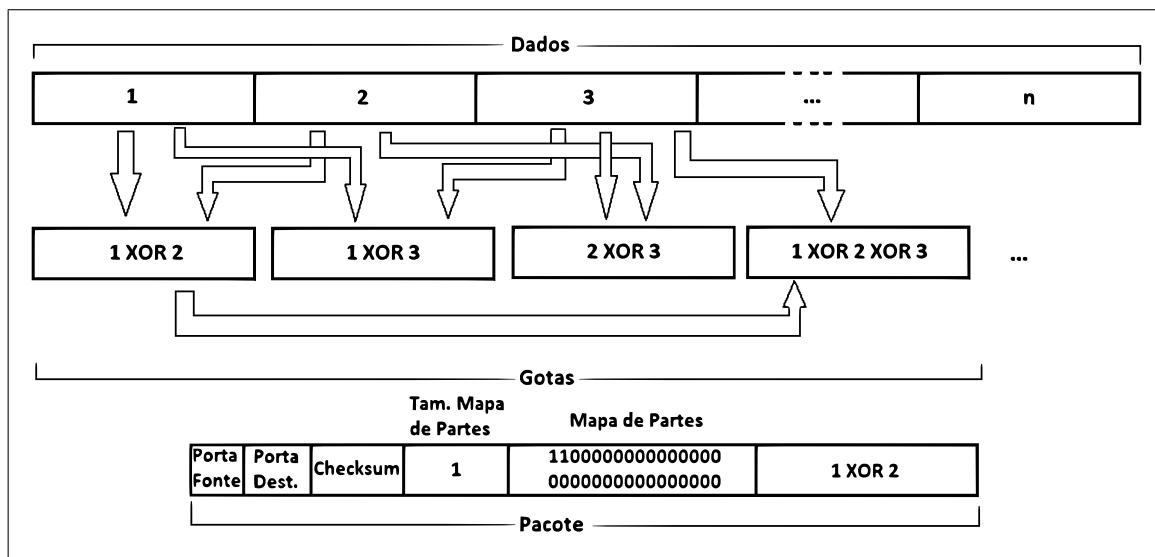 Dados
1 2 3 ... n
1 XOR 2 1 XOR 3 2 XOR 3 1 XOR 2 XOR 3 ...
Gotas
Tam. Mapa
de Partes
Mapa de Partes
Porta
Fonte
Porta
Dest.
Checksum
1
1100000000000000
0000000000000000
1 XOR 2
Pacote